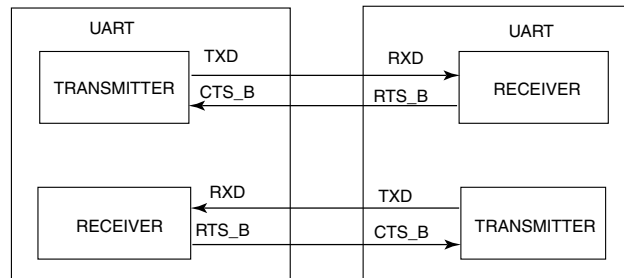 UART UART
TXD RXD
TRANSMITTER CTS_B RTS_B RECEIVER
RXD TXD
RECEIVER RTS_B CTS_B TRANSMITTER